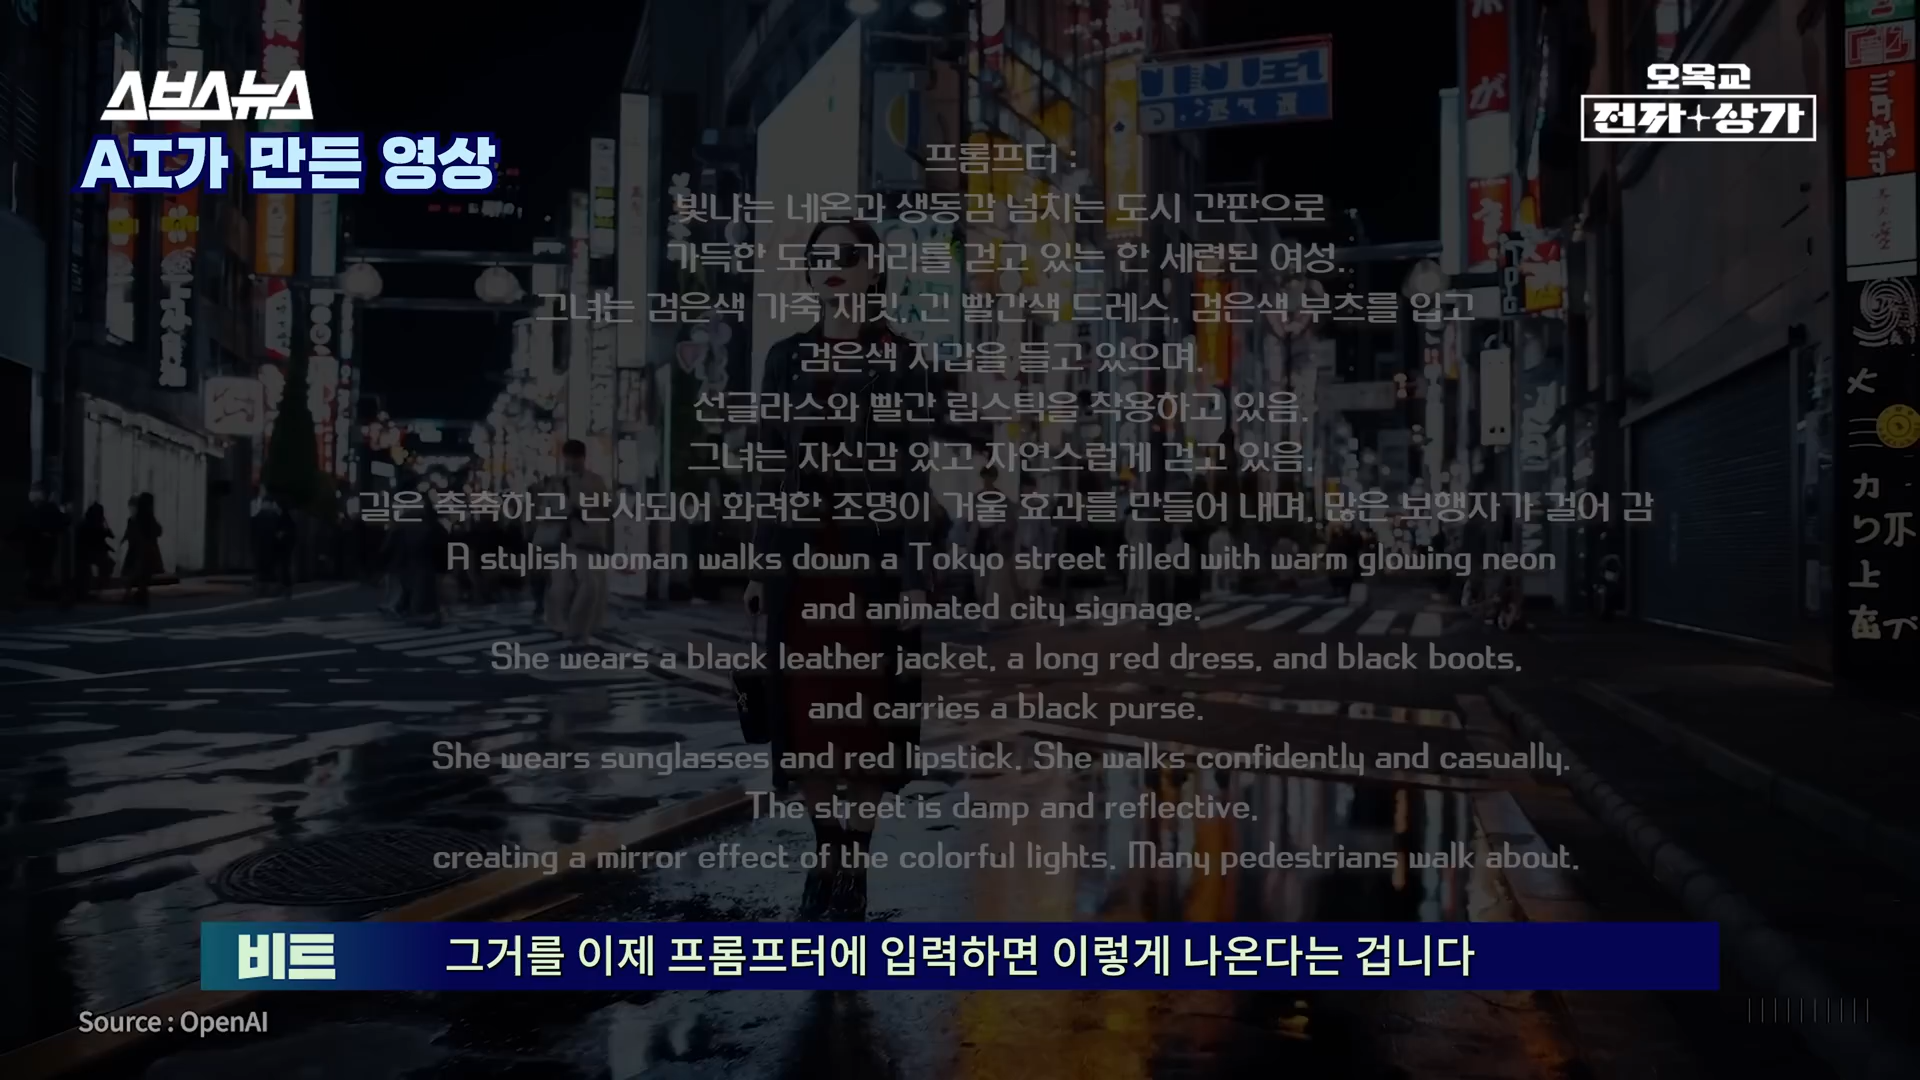 스브스뉴스
AI가 만든 영상
오목교
전자+상가
프롬프터 :
빛나는 네온과 생동감 넘치는 도시 간판으로
가득한 도쿄 거리를 걷고 있는 한 세련된 여성.
그녀는 검은색 가죽 재킷, 긴 빨간색 드레스, 검은색 부츠를 입고
검은색 지갑을 들고 있으며,
선글라스와 빨간 립스틱을 착용하고 있음.
그녀는 자신감 있고 자연스럽게 걷고 있음.
길은 축축하고 반사되어 화려한 조명이 거울 효과를 만들어 내며, 많은 보행자가 걸어 감
A stylish woman walks down a Tokyo street filled with warm glowing neon
and animated city signage.
She wears a black leather jacket, a long red dress, and black boots,
and carries a black purse.
She wears sunglasses and red lipstick. She walks confidently and casually.
The street is damp and reflective,
creating a mirror effect of the colorful lights. Many pedestrians walk about.
비트
그거를 이제 프롬프터에 입력하면 이렇게 나온다는 겁니다
Source : OpenAI